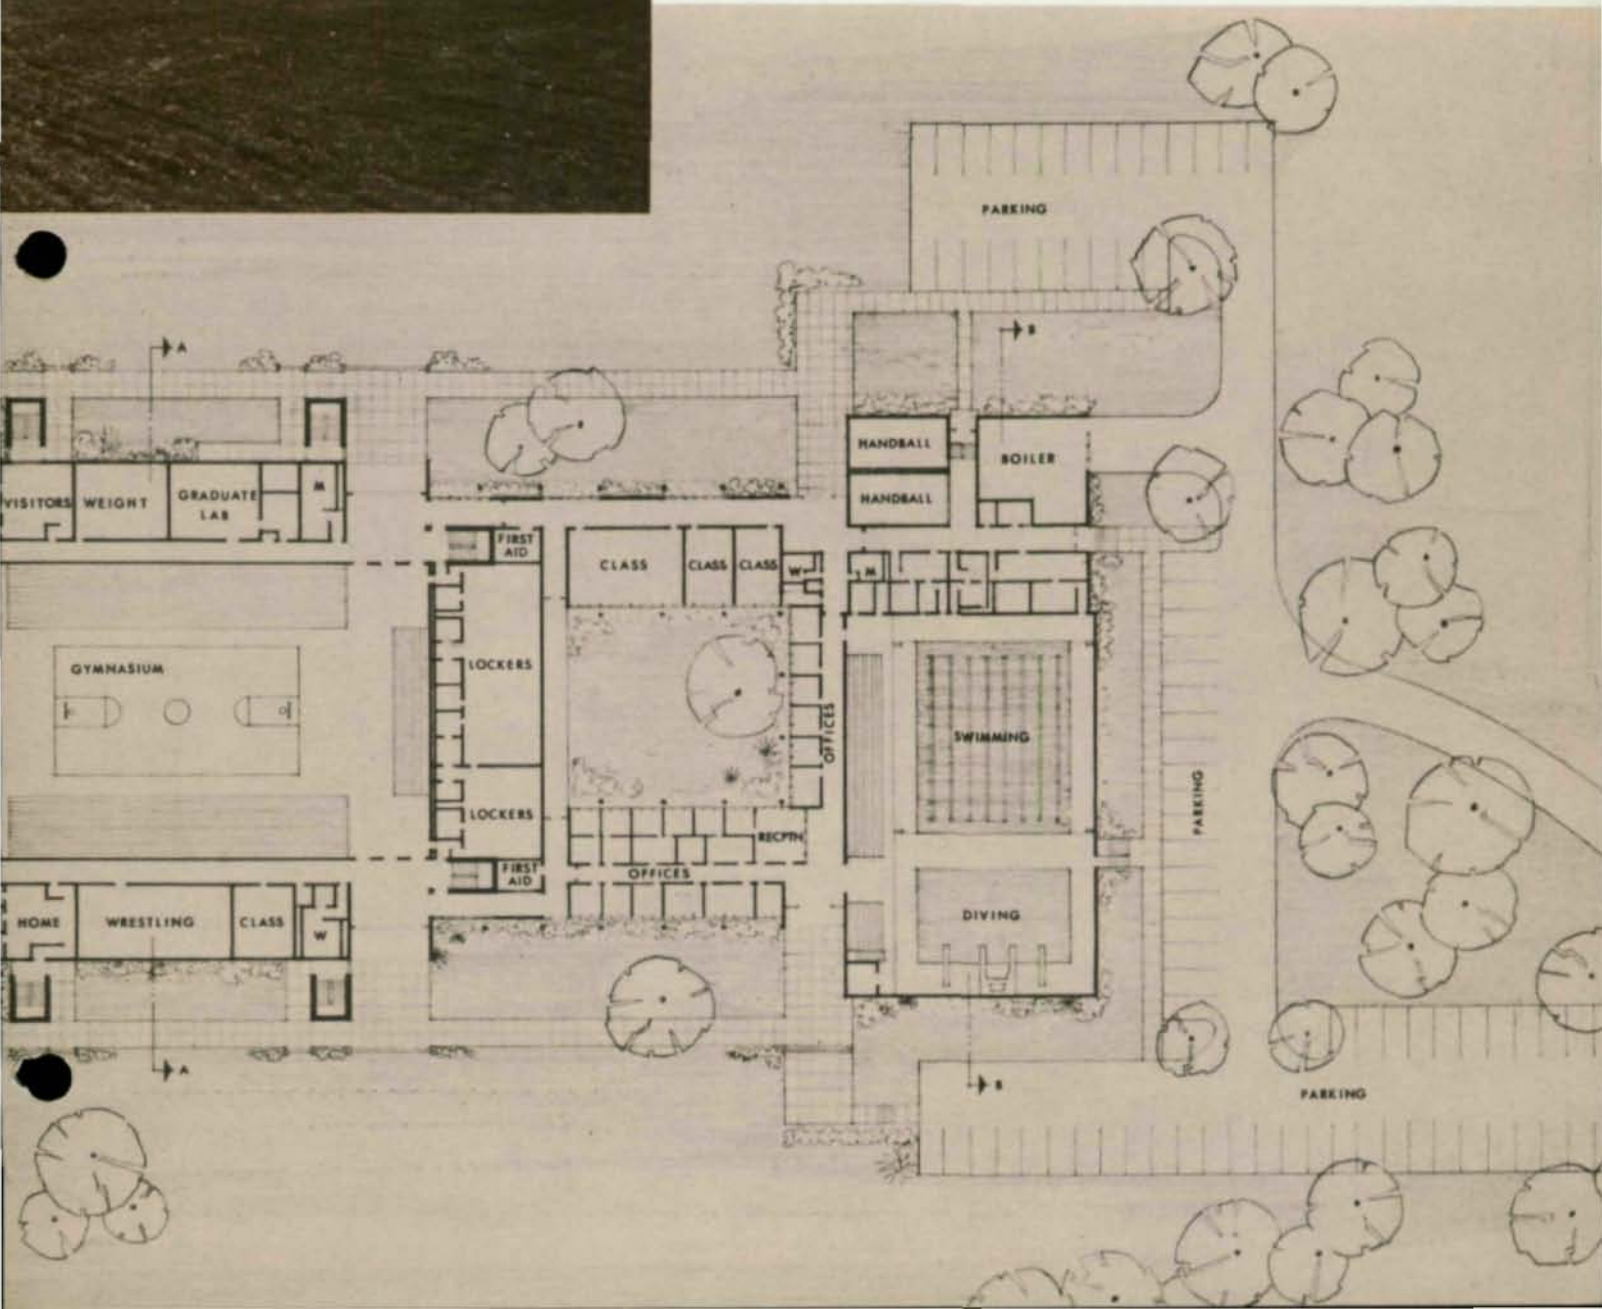 PARKING
B
A
HANDBALL
BOILER
HANDBALL
VISITORS
WEIGHT
GRADUATE
LAB
M
FIRST
AID
CLASS
CLASS
CLASS
W
M
GYMNASIUM
LOCKERS
OFFICES
SWIMMING
PARKING
LOCKERS
RECPTN
FIRST
AID
OFFICES
HOME
WRESTLING
CLASS
W
DIVING
A
B
PARKING